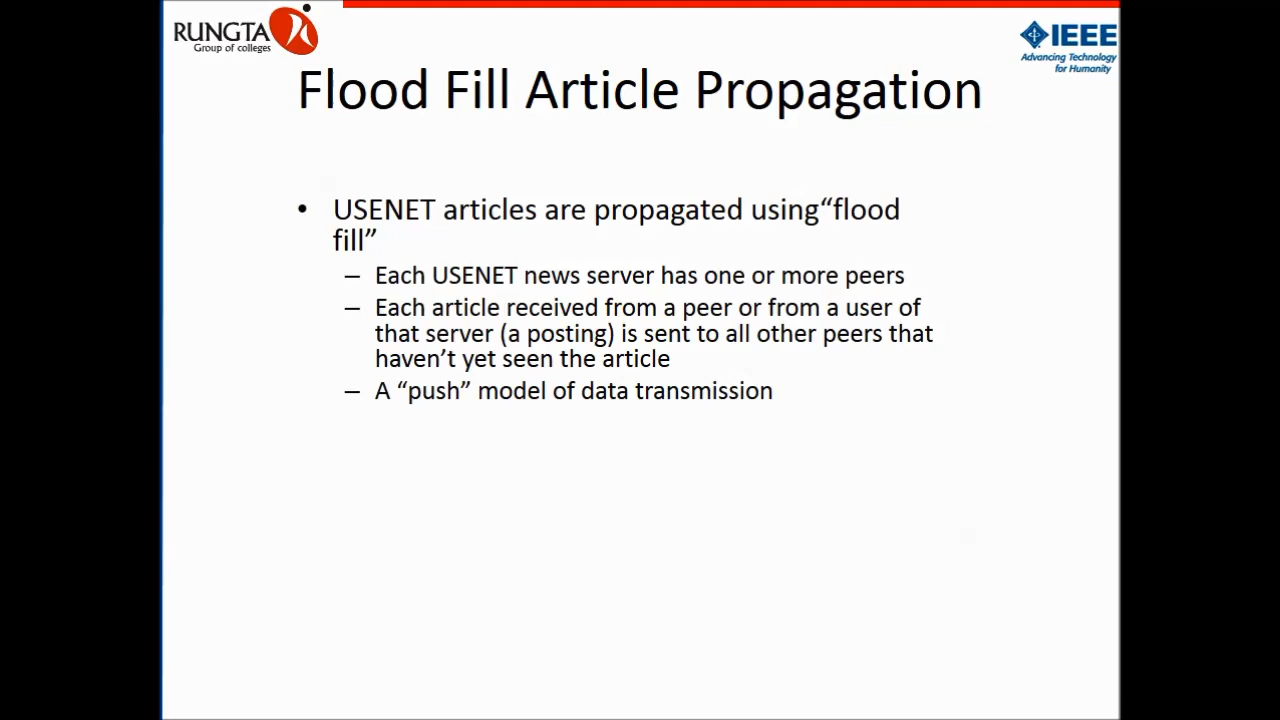 RUNGTA
Group of colleges
IEEE
Advancing Technology
for Humanity
Flood Fill Article Propagation
• USENET articles are propagated using“flood
fill”
– Each USENET news server has one or more peers
– Each article received from a peer or from a user of
that server (a posting) is sent to all other peers that
haven’t yet seen the article
– A “push” model of data transmission